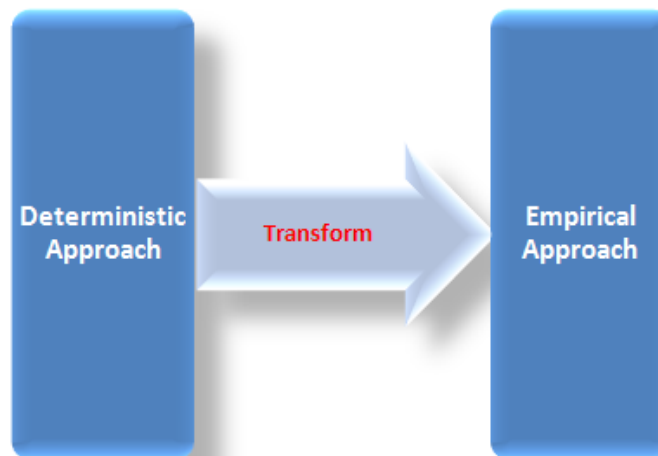 Deterministic
Approach
Transform
Empirical
Approach